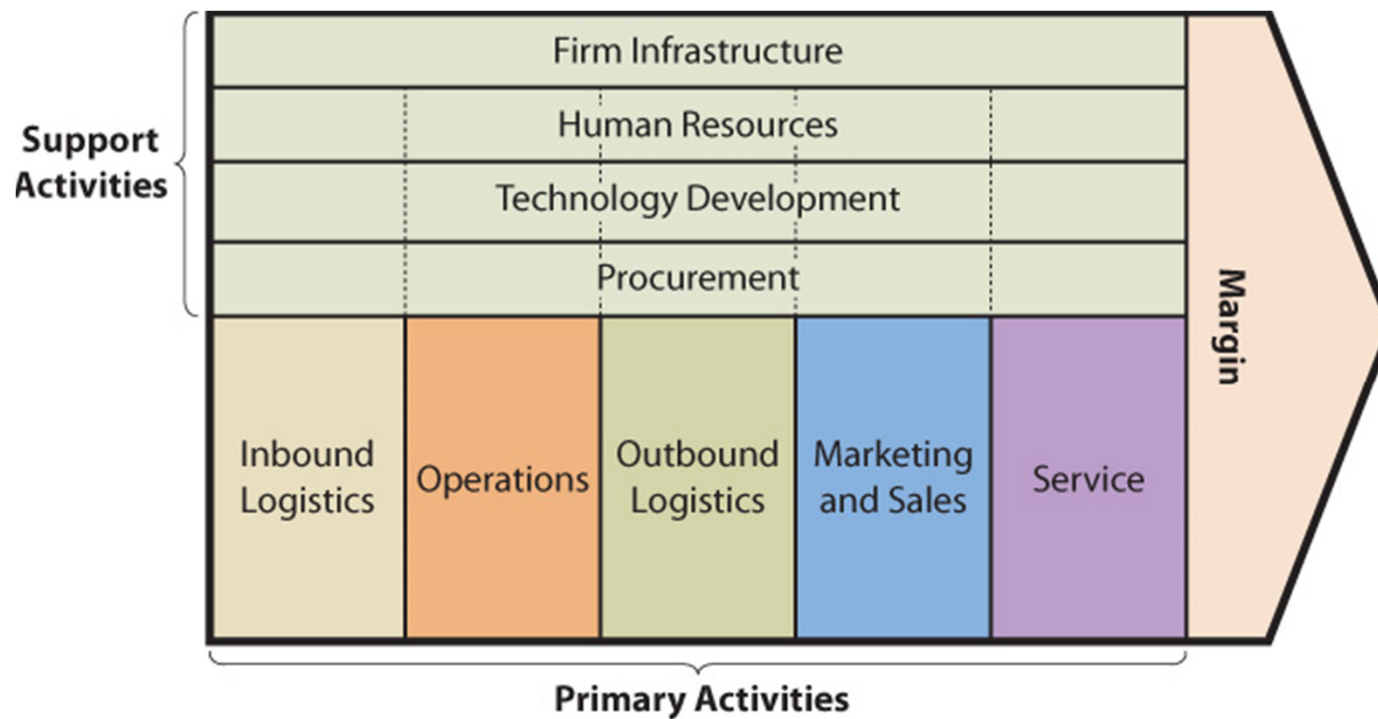 Firm Infrastructure
Human Resources
Technology Development
Procurement
Support
Activities
Inbound
Logistics
Operations
Outbound
Logistics
Marketing
and Sales
Service
Margin
Primary Activities